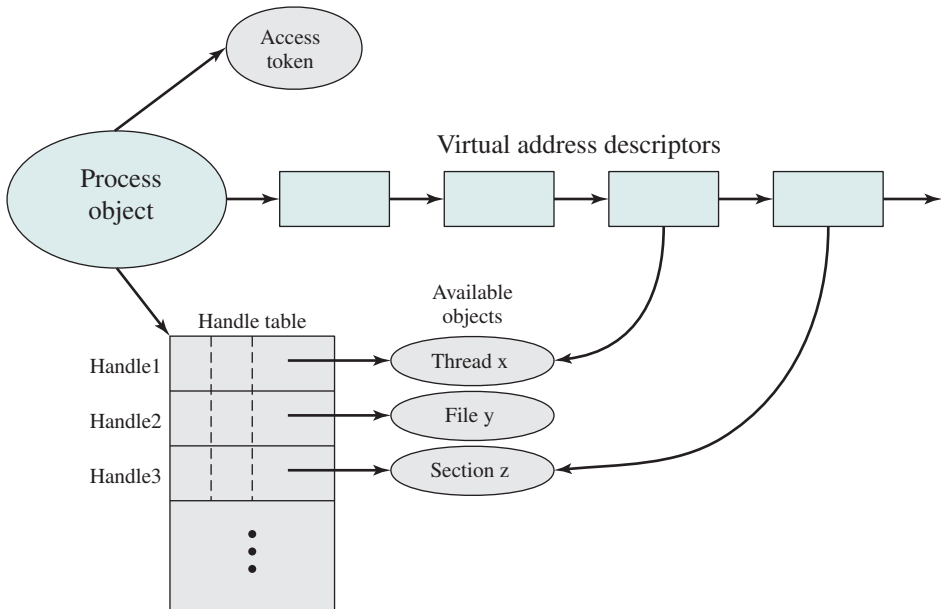 Access
token
Virtual address descriptors
Process
object
Available
objects
Handle table
Handle1
Thread x
Handle2
File y
Handle3
Section z